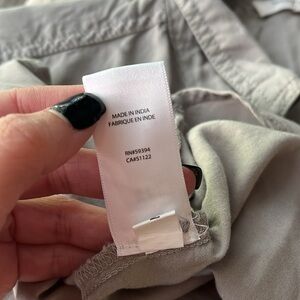 MADE IN INDIA
FABRIQUE EN INDE
RN#59394
CA#51122